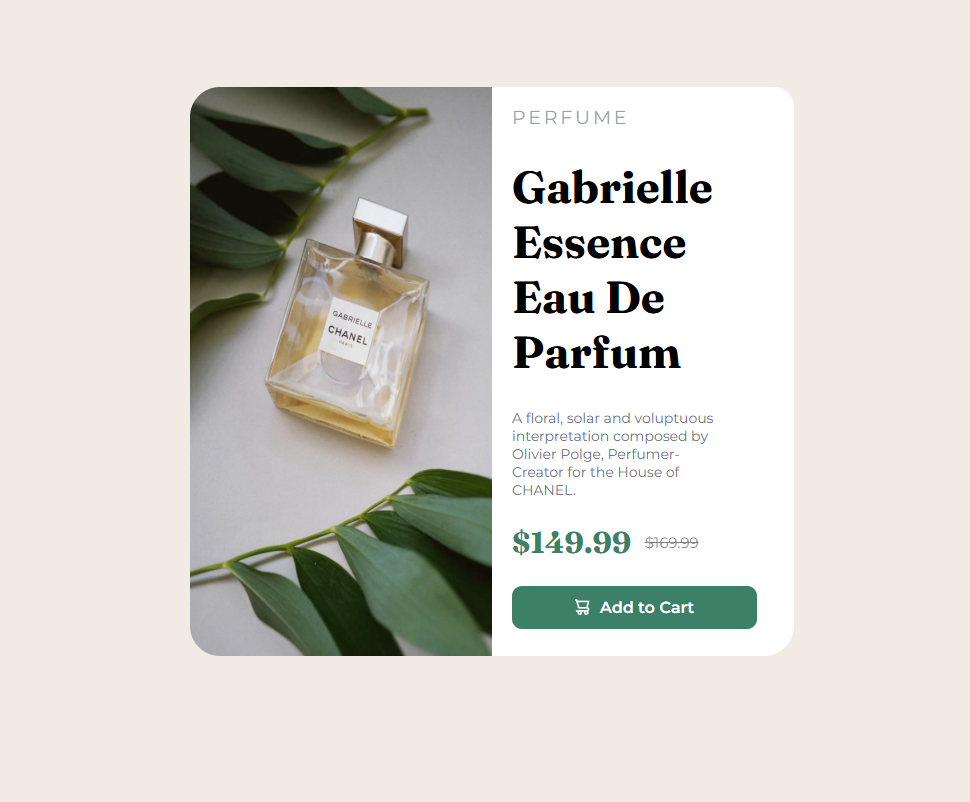 GABRIELLE
CHANEL
PARIS
PERFUME
Gabrielle
Essence
Eau De
Parfum
A floral, solar and voluptuous
interpretation composed by
Olivier Polge, Perfumer-
Creator for the House of
CHANEL.
$149.99 $169.99
Add to Cart